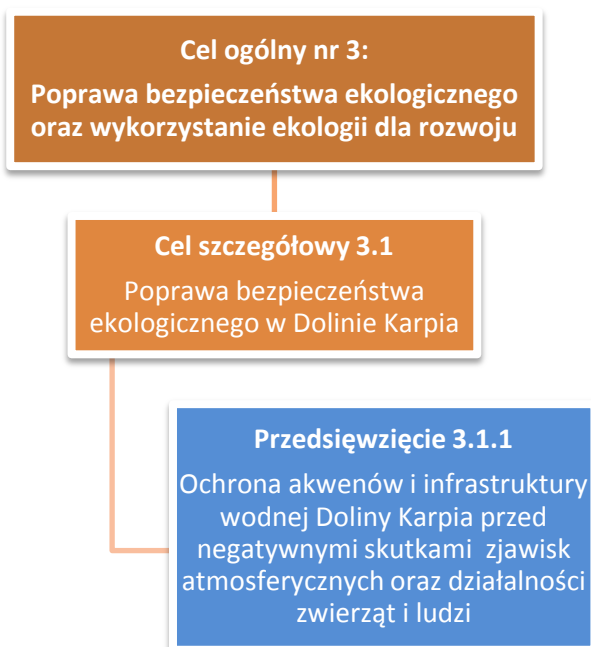 Cel ogólny nr 3:
Poprawa bezpieczeństwa ekologicznego
oraz wykorzystanie ekologii dla rozwoju
Cel szczegółowy 3.1
Poprawa bezpieczeństwa
ekologicznego w Dolinie Karpia
Przedsięwzięcie 3.1.1
Ochrona akwenów i infrastruktury
wodnej Doliny Karpia przed
negatywnymi skutkami zjawisk
atmosferycznych oraz działalności
zwierząt i ludzi